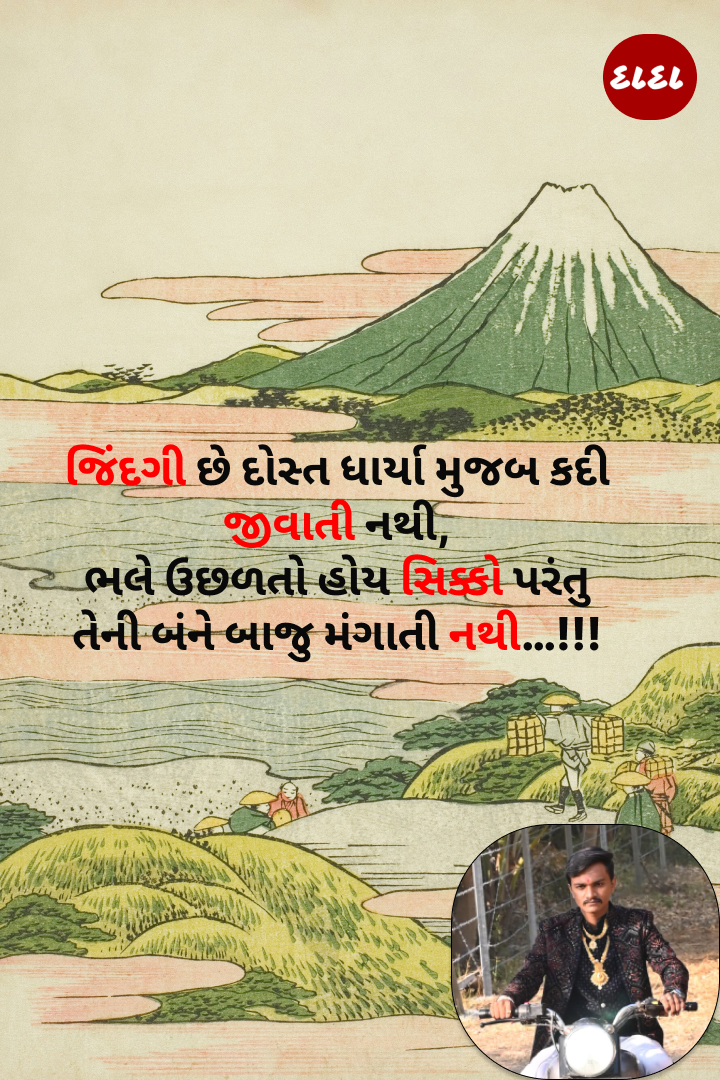 દાદા
જિંદગી છે દોસ્ત ધાર્યા મુજબ કદી
જીવાતી નથી,
ભલે ઉછળતો હોય સિક્કો પરંતુ
તેની બંને બાજુ મંગાતી નથી...!!!